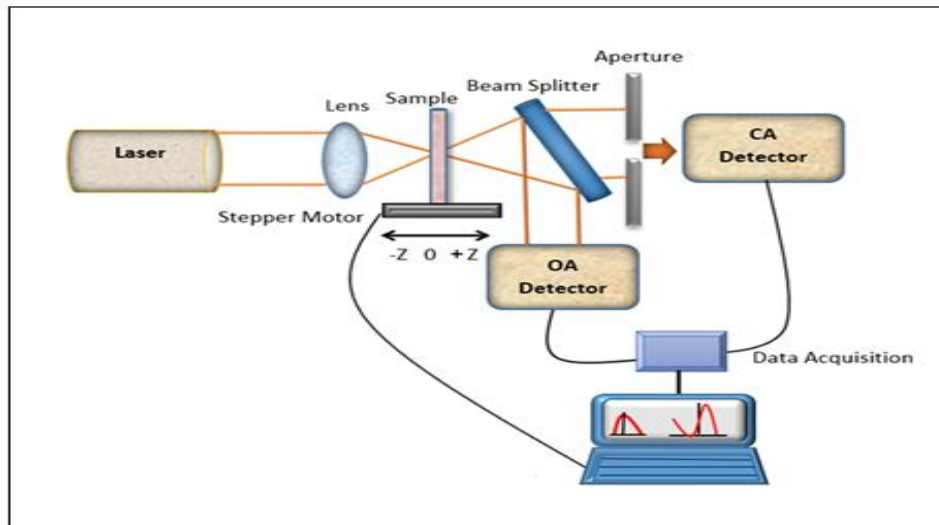 Aperture
Beam Splitter
Sample
Lens
Laser
CA
Detector
Stepper Motor
-Z 0 +Z
OA
Detector
Data Acquisition